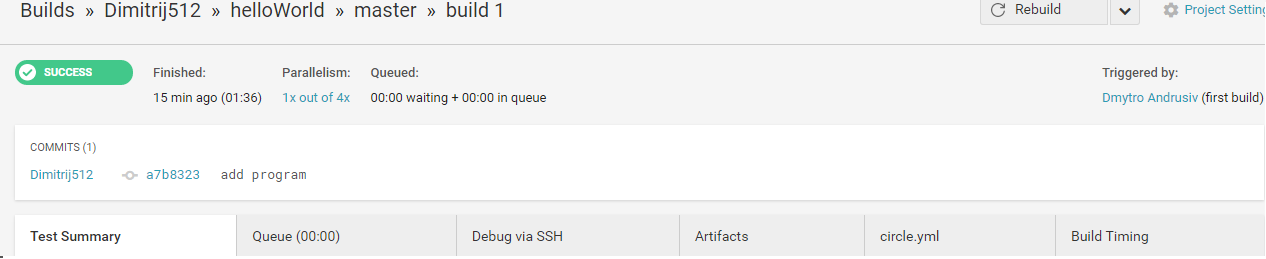 Builds » Dimitrij512 » helloWorld » master » build 1 Rebuild Project Setting
SUCCESS Finished: Parallelism: Queued: Triggered by:
15 min ago (01:36) 1x out of 4x 00:00 waiting + 00:00 in queue Dmytro Andrusiv (first build)
COMMITS (1)
Dimitrij512 a7b8323 add program
Test Summary Queue (00:00) Debug via SSH Artifacts circle.yml Build Timing